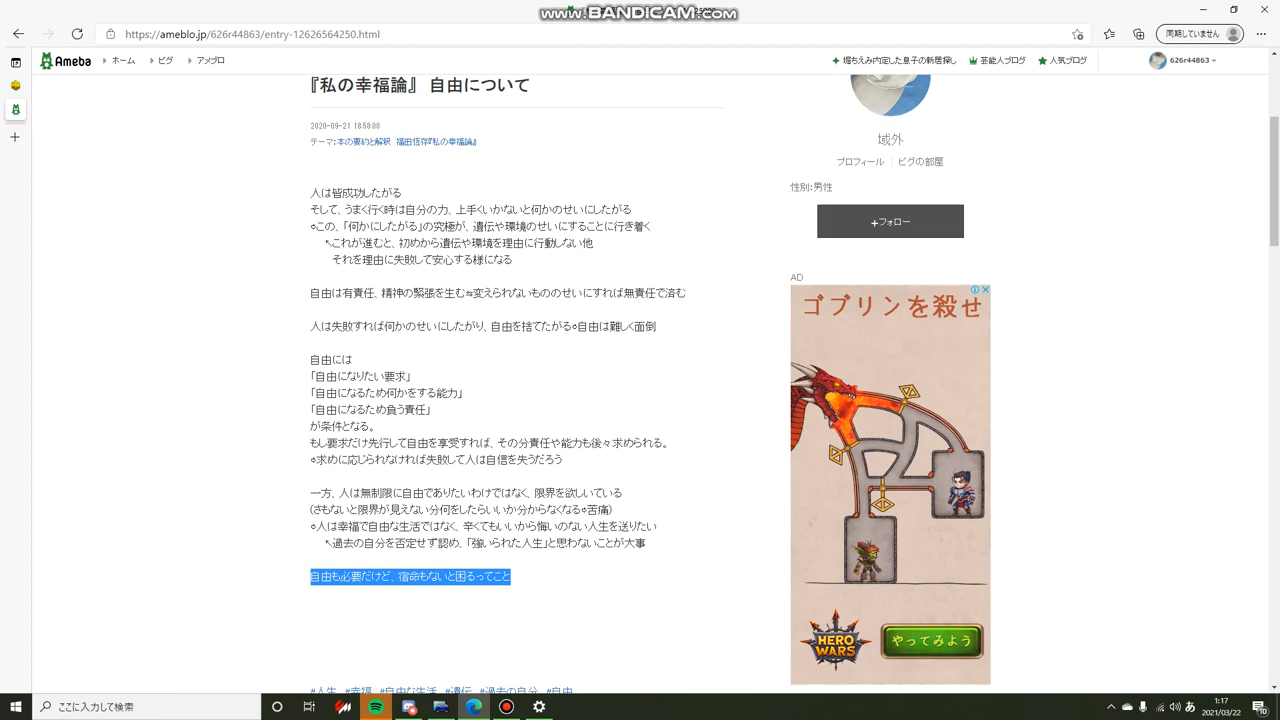 www.BANDICAM.com
https://ameblo.jp/626r44863/entry-12626564250.html
同期していません
Ameba
ホーム
ピグ
アメブロ
堀ちえみ内定した息子の新居探し
芸能人ブログ
人気ブログ
626r44863
『私の幸福論』 自由について
2020-09-21 18:58:00
テーマ:本の要約と解釈 福田恆存『私の幸福論』
人は皆成功したがる
そして、うまく行く時は自分の力、上手くいかないと何かのせいにしたがる
⇨この、「何かにしたがる」の究極が、遺伝や環境のせいにすることに行き着く
↖これが進むと、初めから遺伝や環境を理由に行動しない他
それを理由に失敗して安心する様になる
自由は有責任、精神の緊張を生む⇋変えられないもののせいにすれば無責任で済む
人は失敗すれば何かのせいにしたがり、自由を捨てたがる⇨自由は難しく面倒
自由には
「自由になりたい要求」
「自由になるため何かをする能力」
「自由になるため負う責任」
が条件となる。
もし要求だけ先行して自由を享受すれば、その分責任や能力も後々求められる。
⇨求めに応じられなければ失敗して人は自信を失うだろう
一方、人は無制限に自由でありたいわけではなく、限界を欲しいている
(さもないと限界が見えない分何をしたらいいか分からなくなる⇨苦痛)
⇨人は幸福で自由な生活ではなく、辛くてもいいから悔いのない人生を送りたい
↖過去の自分を否定せず認め、「強いられた人生」と思わないことが大事
自由も必要だけど、宿命もないと困るってこと
#人生 #幸福 #自由な生活 #遺伝 #過去の自分 #自由
域外
プロフィール | ピグの部屋
性別:男性
+フォロー
AD
ゴブリンを殺せ
HERO WARS
やってみよう
ここに入力して検索
あ
1:17
2021/03/22
10